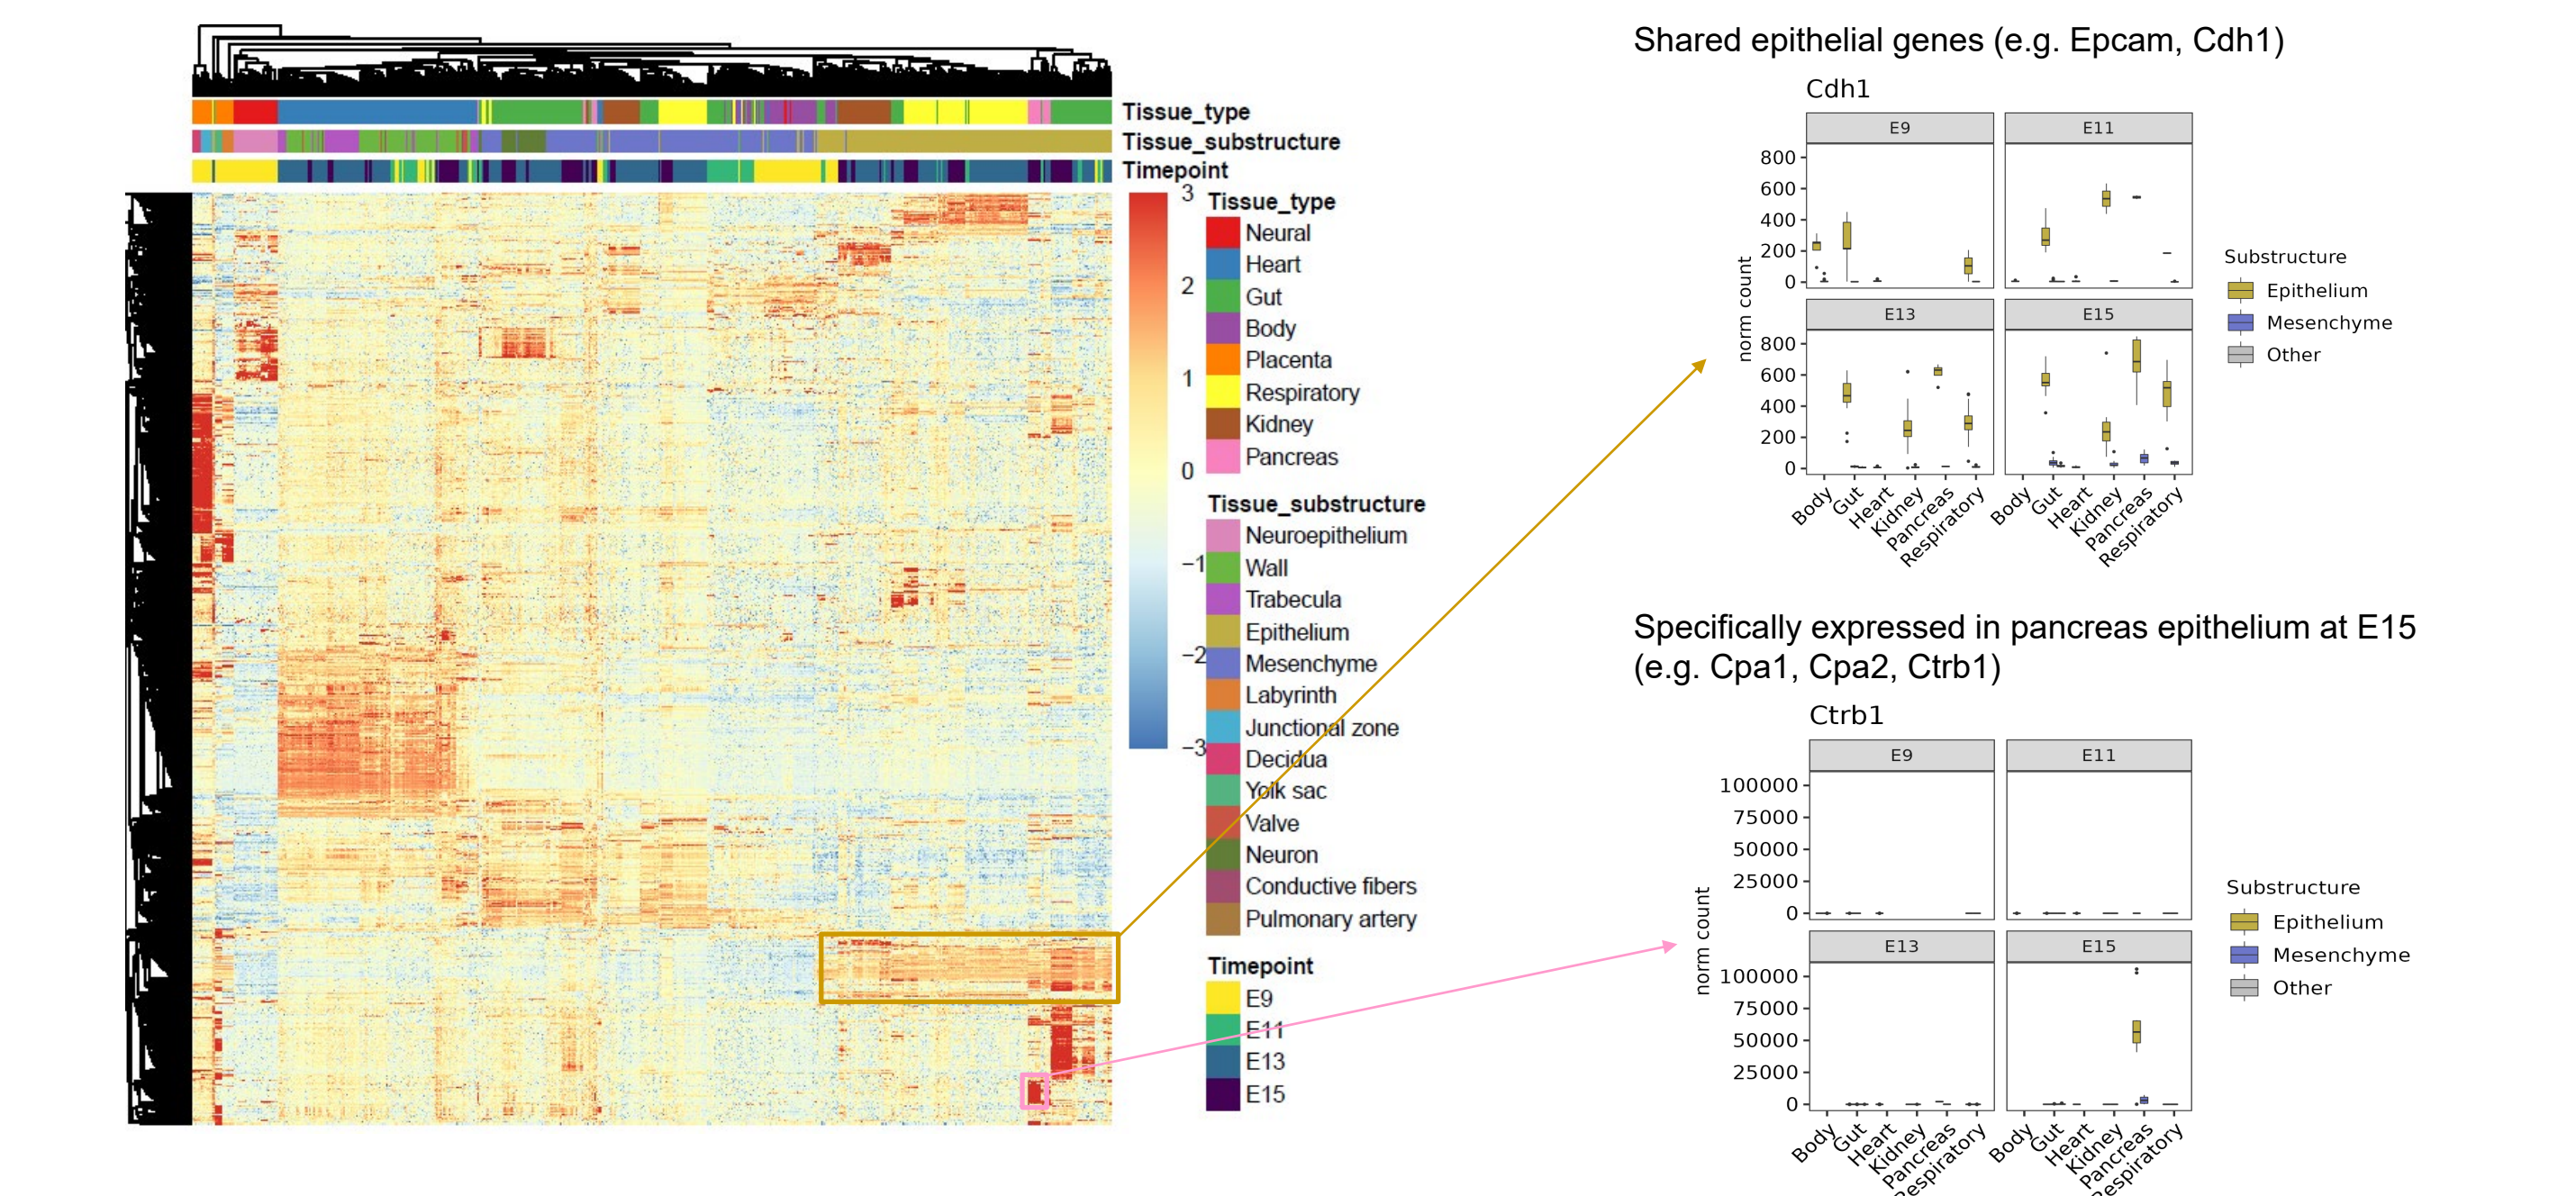 Tissue_type
Tissue_substructure
Timepoint
3
2
1
0
−1
−2
−3
Tissue_type
Neural
Heart
Gut
Body
Placenta
Respiratory
Kidney
Pancreas
Tissue_substructure
Neuroepithelium
Wall
Trabecula
Epithelium
Mesenchyme
Labyrinth
Junctional zone
Decidua
Yolk sac
Valve
Neuron
Conductive fibers
Pulmonary artery
Timepoint
E9
E11
E13
E15
Shared epithelial genes (e.g. Epcam, Cdh1)
Cdh1
E9
E11
800
600
400
200
0
E13
E15
800
600
400
200
0
norm count
Body
Gut
Heart
Kidney
Pancreas
Respiratory
Body
Gut
Heart
Kidney
Pancreas
Respiratory
Substructure
Epithelium
Mesenchyme
Other
Specifically expressed in pancreas epithelium at E15
(e.g. Cpa1, Cpa2, Ctrb1)
Ctrb1
E9
E11
100000
75000
50000
25000
0
E13
E15
100000
75000
50000
25000
0
norm count
Body
Gut
Heart
Kidney
Pancreas
Respiratory
Body
Gut
Heart
Kidney
Pancreas
Respiratory
Substructure
Epithelium
Mesenchyme
Other